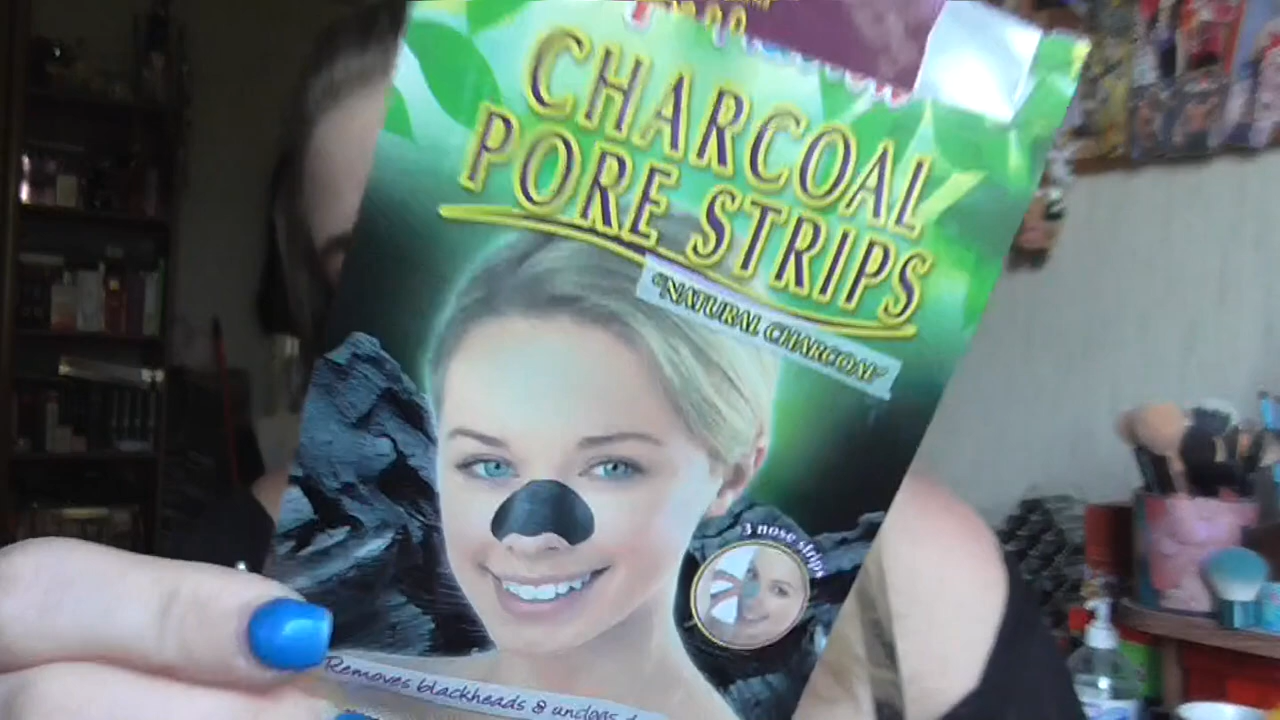 CHARCOAL
PORE STRIPS
"NATURAL CHARCOAL"
3 nose strips
Removes blackheads & unclogs